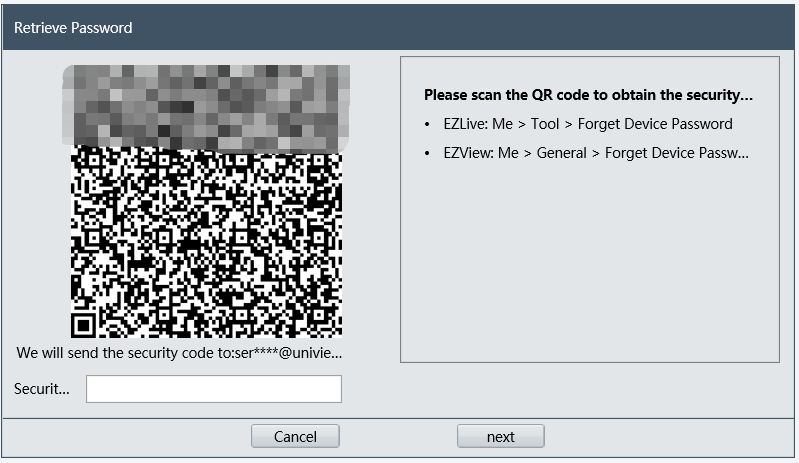 Retrieve Password
Please scan the QR code to obtain the security...
• EZLive: Me > Tool > Forget Device Password
• EZView: Me > General > Forget Device Passw...
We will send the security code to:ser****@univie...
Securit...
Cancel
next